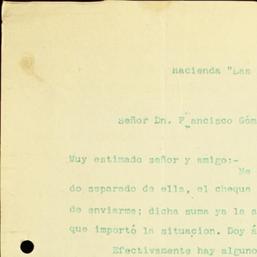 Hacienda "Las
Señor Dn. Francisco Góm
Muy estimado señor y amigo:-
Me
do separado de ella, el cheque
de enviarme; dicha suma ya la a
que importó la situacion. Doy á
Efectivamente hay alguno